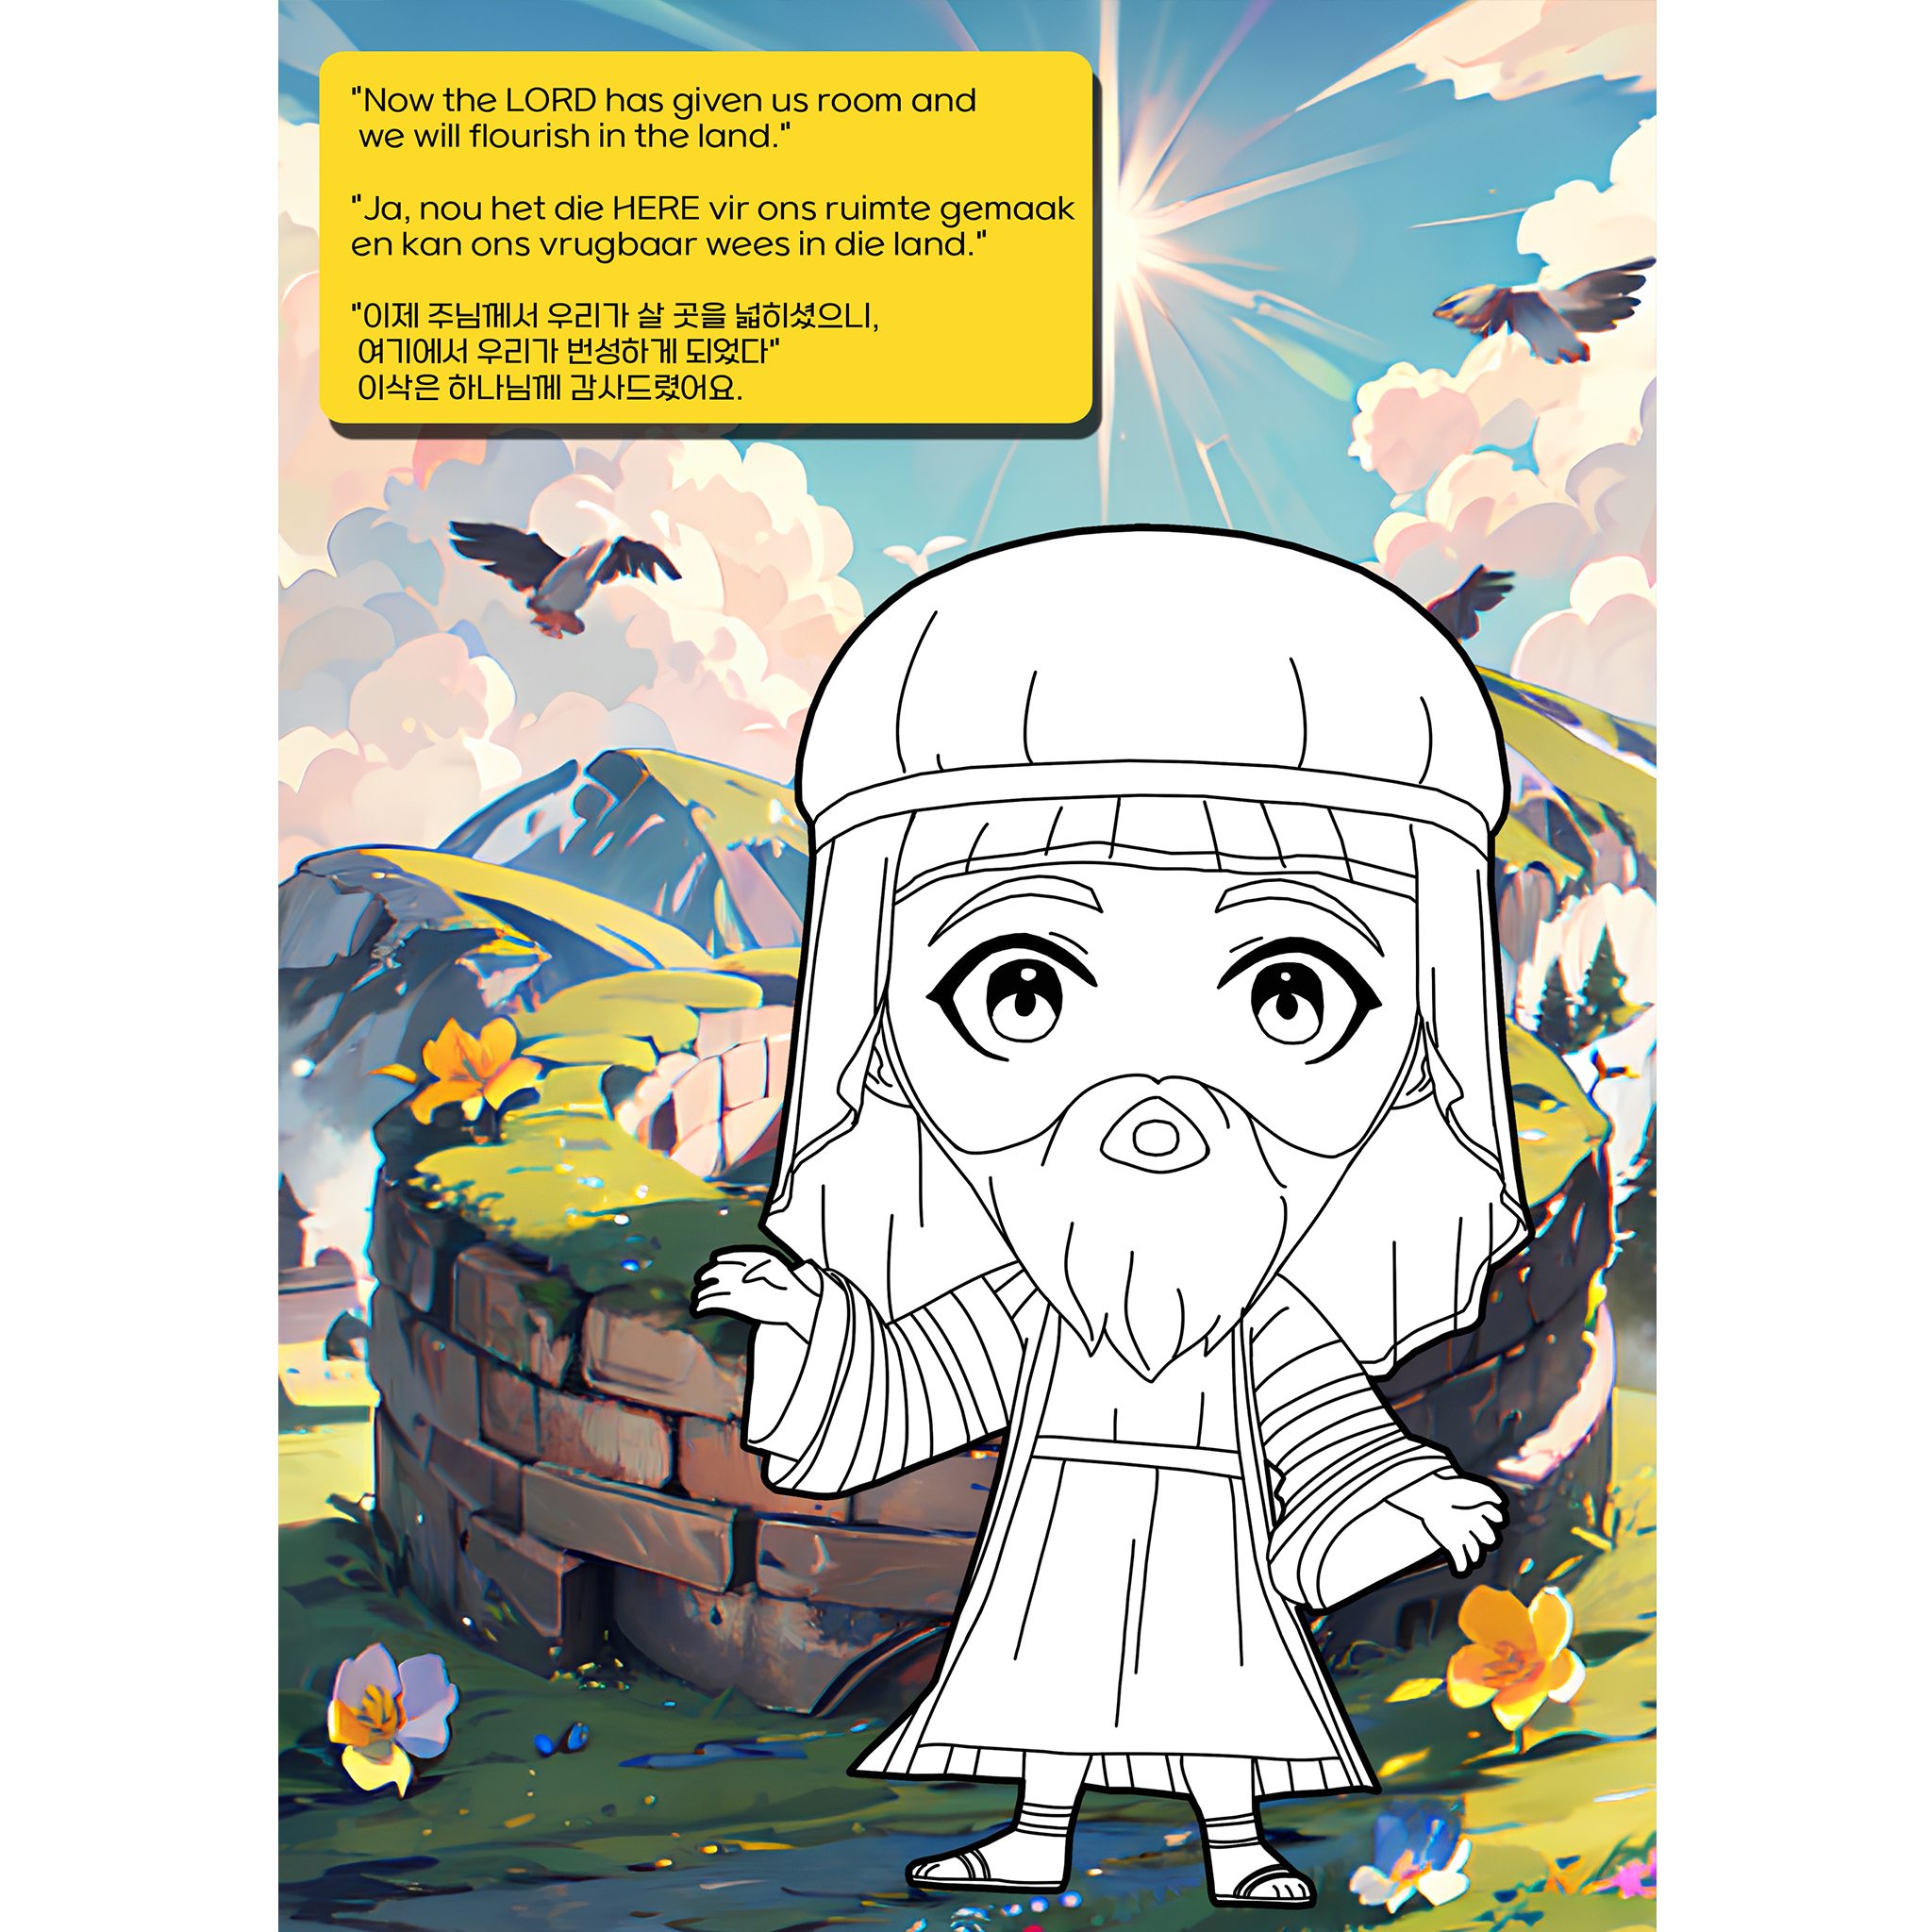 "Now the LORD has given us room and
we will flourish in the land."
"Ja, nou het die HERE vir ons ruimte gemaak
en kan ons vrugbaar wees in die land."
"이제 주님께서 우리가 살 곳을 넓히셨으니,
여기에서 우리가 번성하게 되었다"
이삭은 하나님께 감사드렸어요.